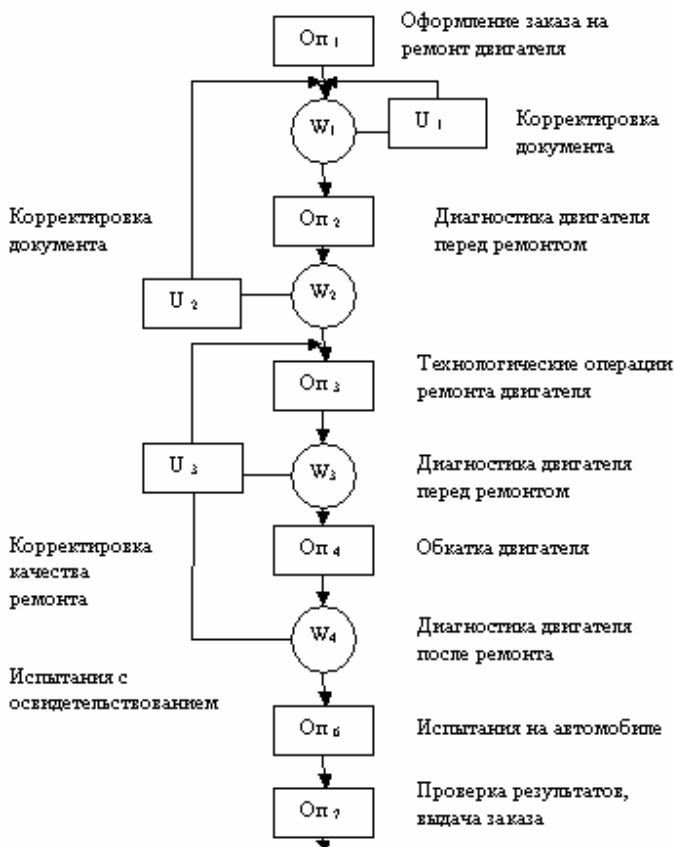 Оп 1
Оформление заказа на
ремонт двигателя
W1
U 1
Корректировка
документа
Оп 2
Диагностика двигателя
перед ремонтом
Корректировка
документа
U 2
W2
Оп 3
Технологические операции
ремонта двигателя
U 3
W3
Диагностика двигателя
перед ремонтом
Оп 4
Обкатка двигателя
Корректировка
качества
ремонта
W4
Диагностика двигателя
после ремонта
Испытания с
освидетельствованием
Оп 6
Испытания на автомобиле
Оп 7
Проверка результатов,
выдача заказа